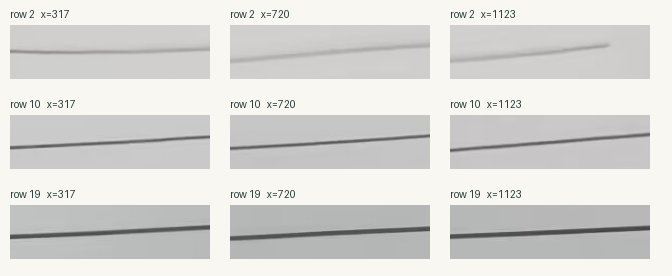 row 2 x=317
row 2 x=720
row 2 x=1123
row 10 x=317
row 10 x=720
row 10 x=1123
row 19 x=317
row 19 x=720
row 19 x=1123